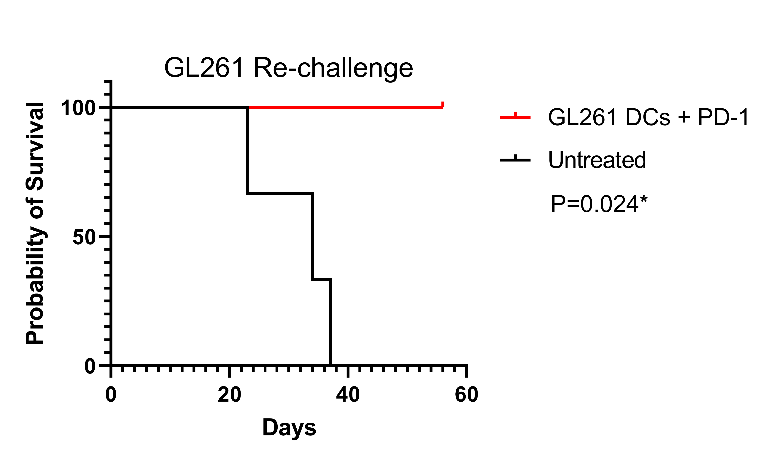 GL261 Re-challenge
Probability of Survival
100
50
0
0 20 40 60
Days
GL261 DCs + PD-1
Untreated
P=0.024*